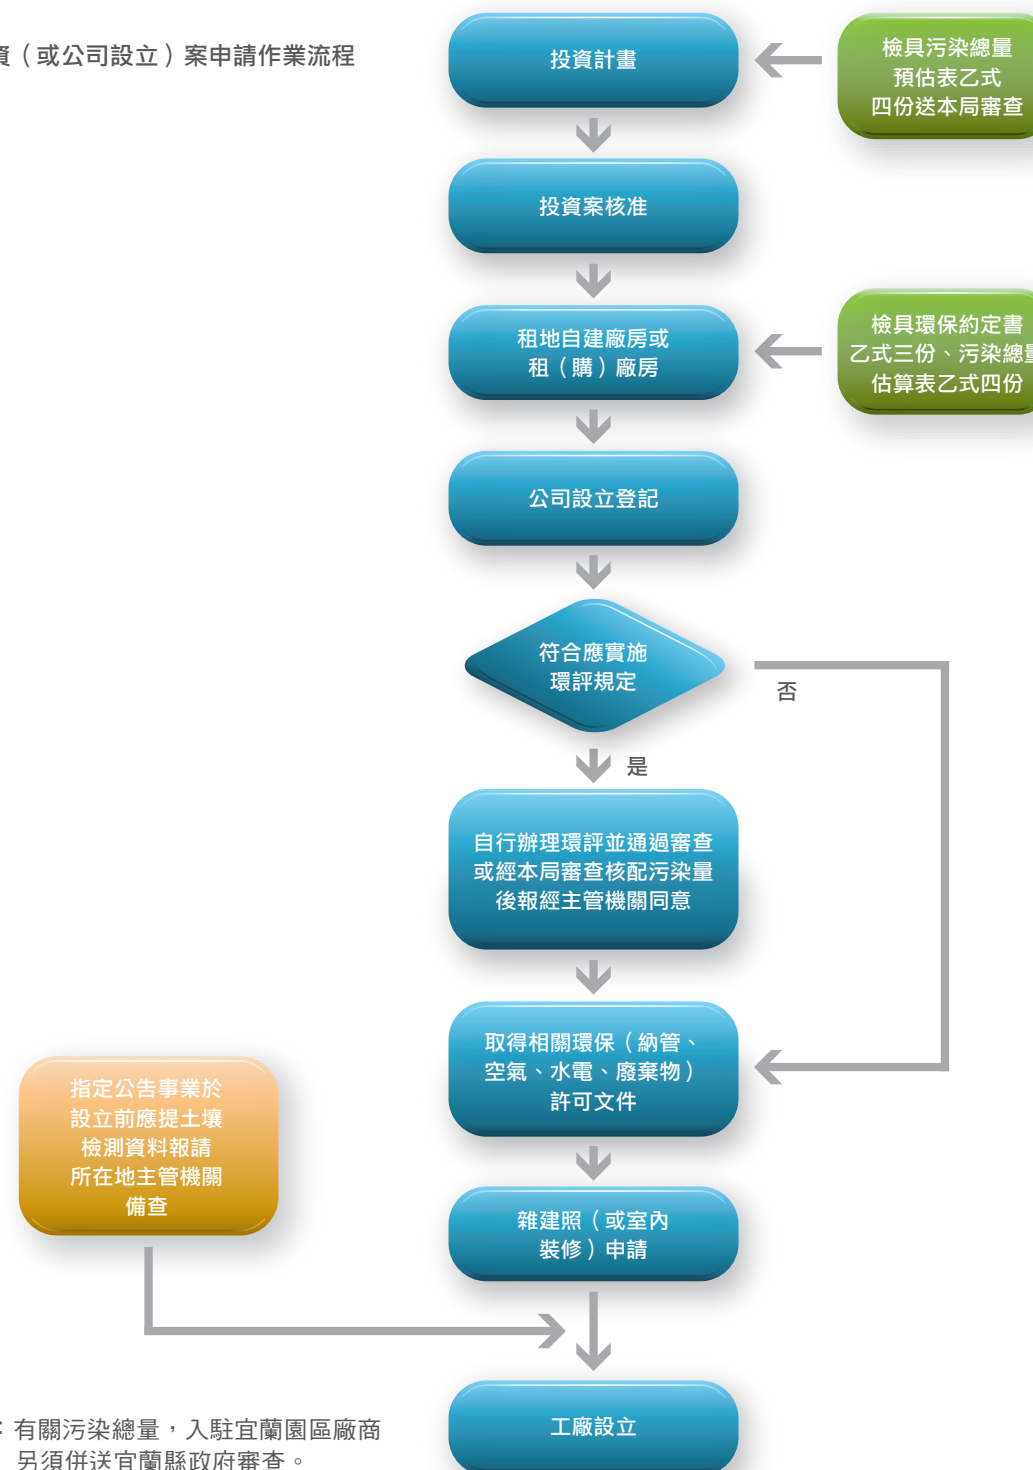 資（或公司設立）案申請作業流程
投資計畫
檢具污染總量
預估表乙式
四份送本局審查
投資案核准
租地自建廠房或
租（購）廠房
檢具環保約定書
乙式三份、污染總量
估算表乙式四份
公司設立登記
符合應實施
環評規定
否
是
自行辦理環評並通過審查
或經本局審查核配污染量
後報經主管機關同意
取得相關環保（納管、
空氣、水電、廢棄物）
許可文件
指定公告事業於
設立前應提土壤
檢測資料報請
所在地主管機關
備查
雜建照（或室內
裝修）申請
工廠設立
：有關污染總量，入駐宜蘭園區廠商
另須併送宜蘭縣政府審查。